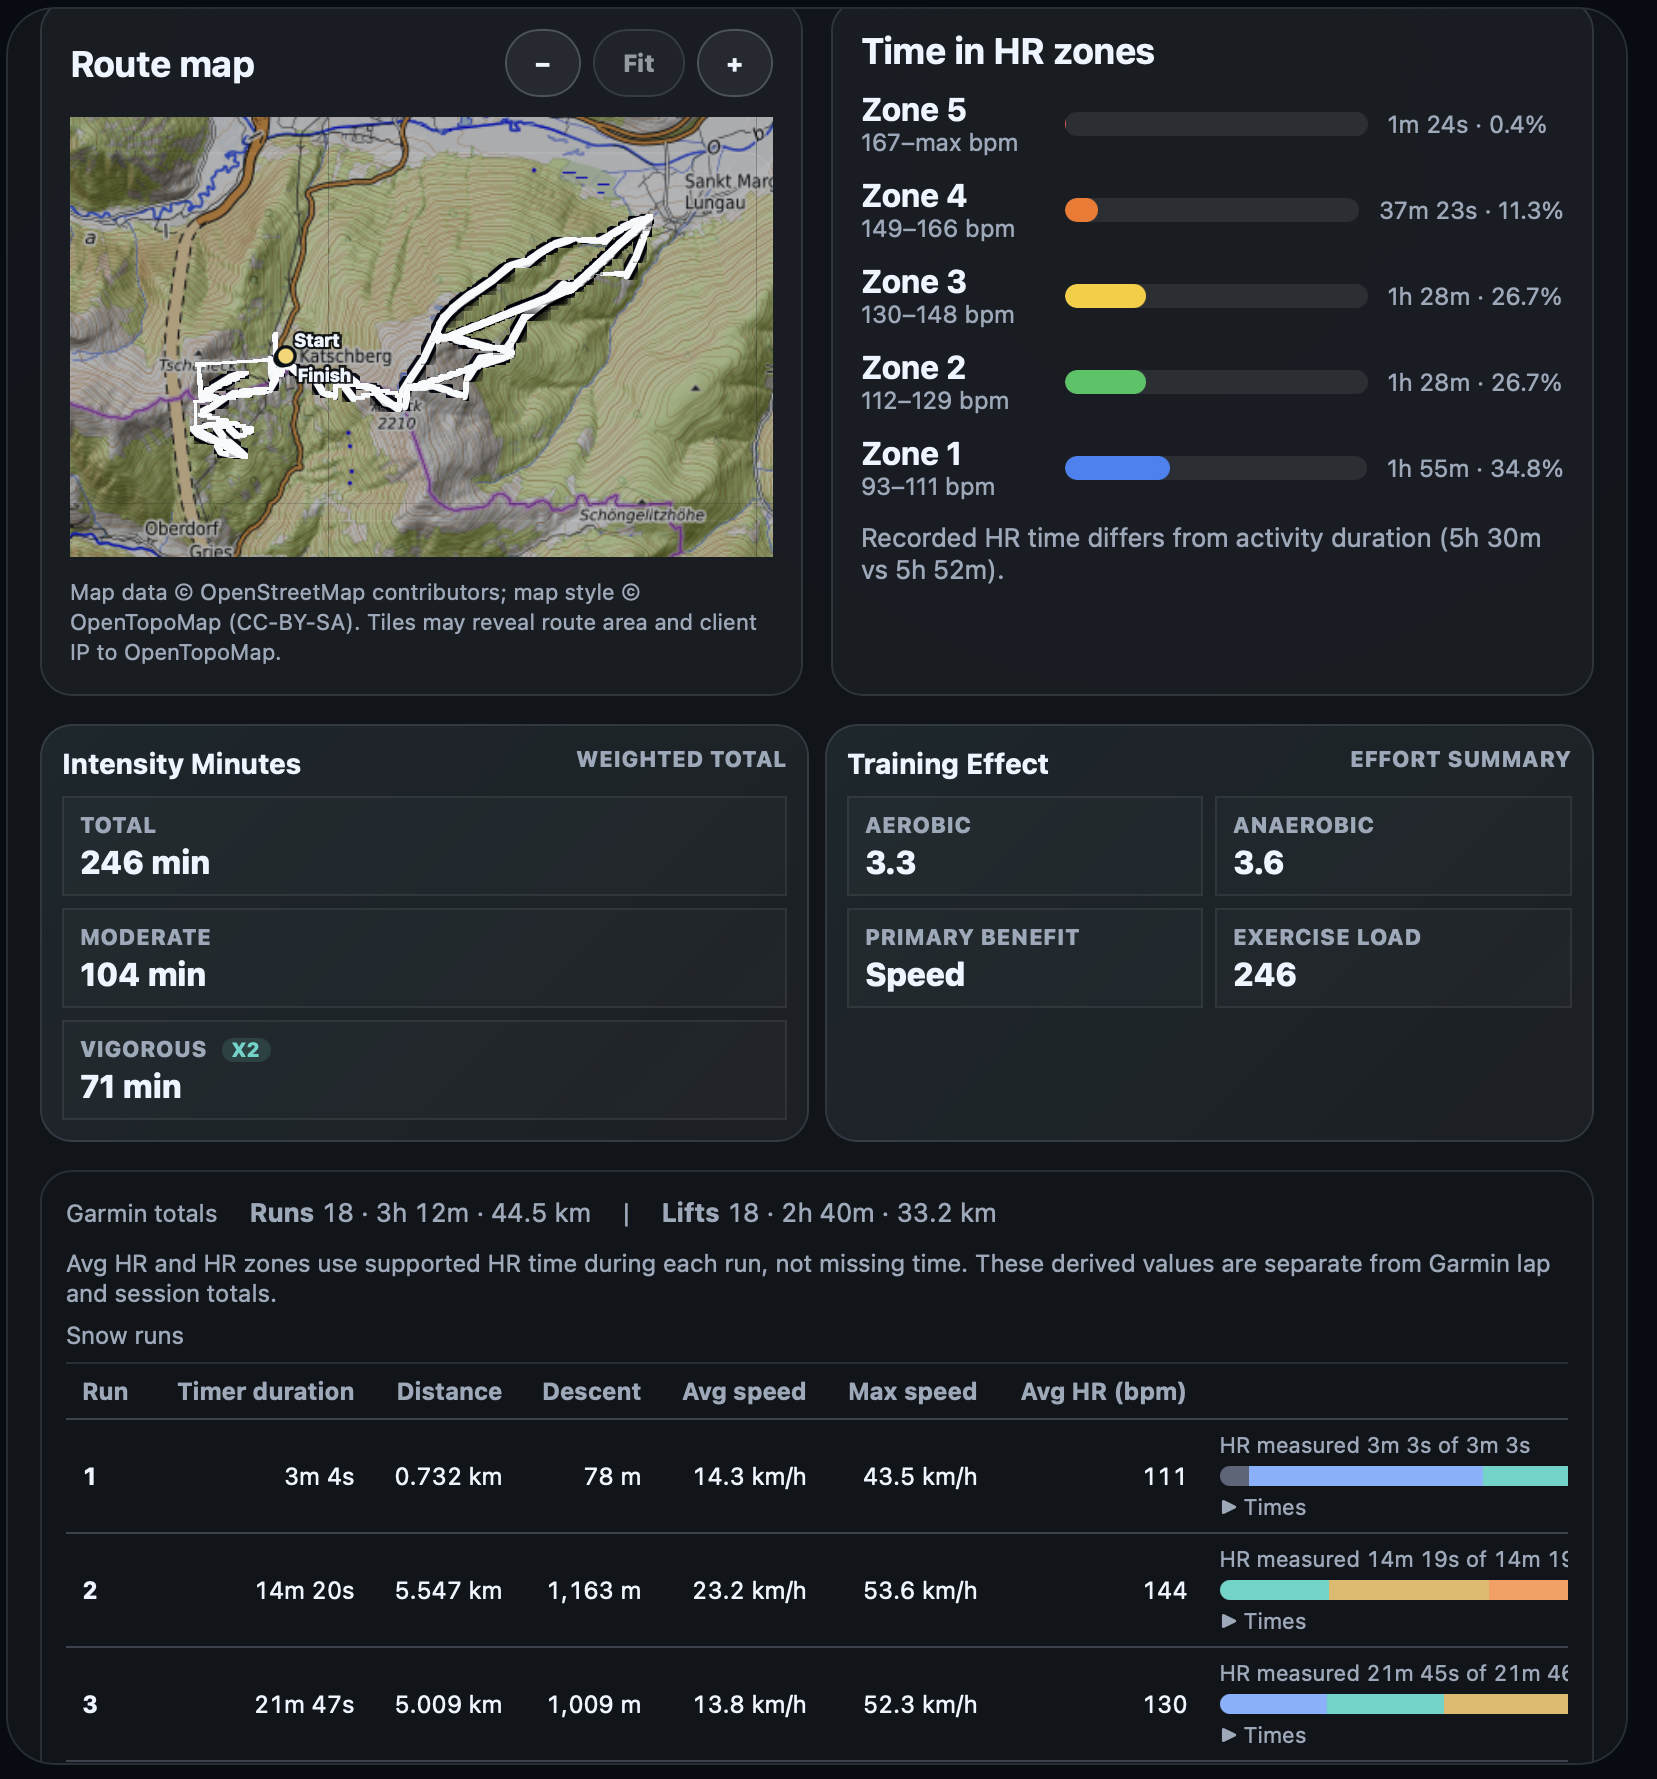 Route map
−
Fit
+
Sankt Marg
Lungau
a
Start
Katschberg
Finish
2210
Schöngelitzhöhe
Oberdorf
Gries
Map data © OpenStreetMap contributors; map style ©
OpenTopoMap (CC-BY-SA). Tiles may reveal route area and client
IP to OpenTopoMap.
Time in HR zones
Zone 5
167–max bpm
1m 24s · 0.4%
Zone 4
149–166 bpm
37m 23s · 11.3%
Zone 3
130–148 bpm
1h 28m · 26.7%
Zone 2
112–129 bpm
1h 28m · 26.7%
Zone 1
93–111 bpm
1h 55m · 34.8%
Recorded HR time differs from activity duration (5h 30m
vs 5h 52m).
Intensity Minutes
WEIGHTED TOTAL
TOTAL
246 min
MODERATE
104 min
VIGOROUS X2
71 min
Training Effect
EFFORT SUMMARY
AEROBIC
3.3
ANAEROBIC
3.6
PRIMARY BENEFIT
Speed
EXERCISE LOAD
246
Garmin totals Runs 18 · 3h 12m · 44.5 km | Lifts 18 · 2h 40m · 33.2 km
Avg HR and HR zones use supported HR time during each run, not missing time. These derived values are separate from Garmin lap
and session totals.
Snow runs
Run Timer duration Distance Descent Avg speed Max speed Avg HR (bpm)
HR measured 3m 3s of 3m 3s
1 3m 4s 0.732 km 78 m 14.3 km/h 43.5 km/h 111
▶ Times
HR measured 14m 19s of 14m 19s
2 14m 20s 5.547 km 1,163 m 23.2 km/h 53.6 km/h 144
▶ Times
HR measured 21m 45s of 21m 46
3 21m 47s 5.009 km 1,009 m 13.8 km/h 52.3 km/h 130
▶ Times